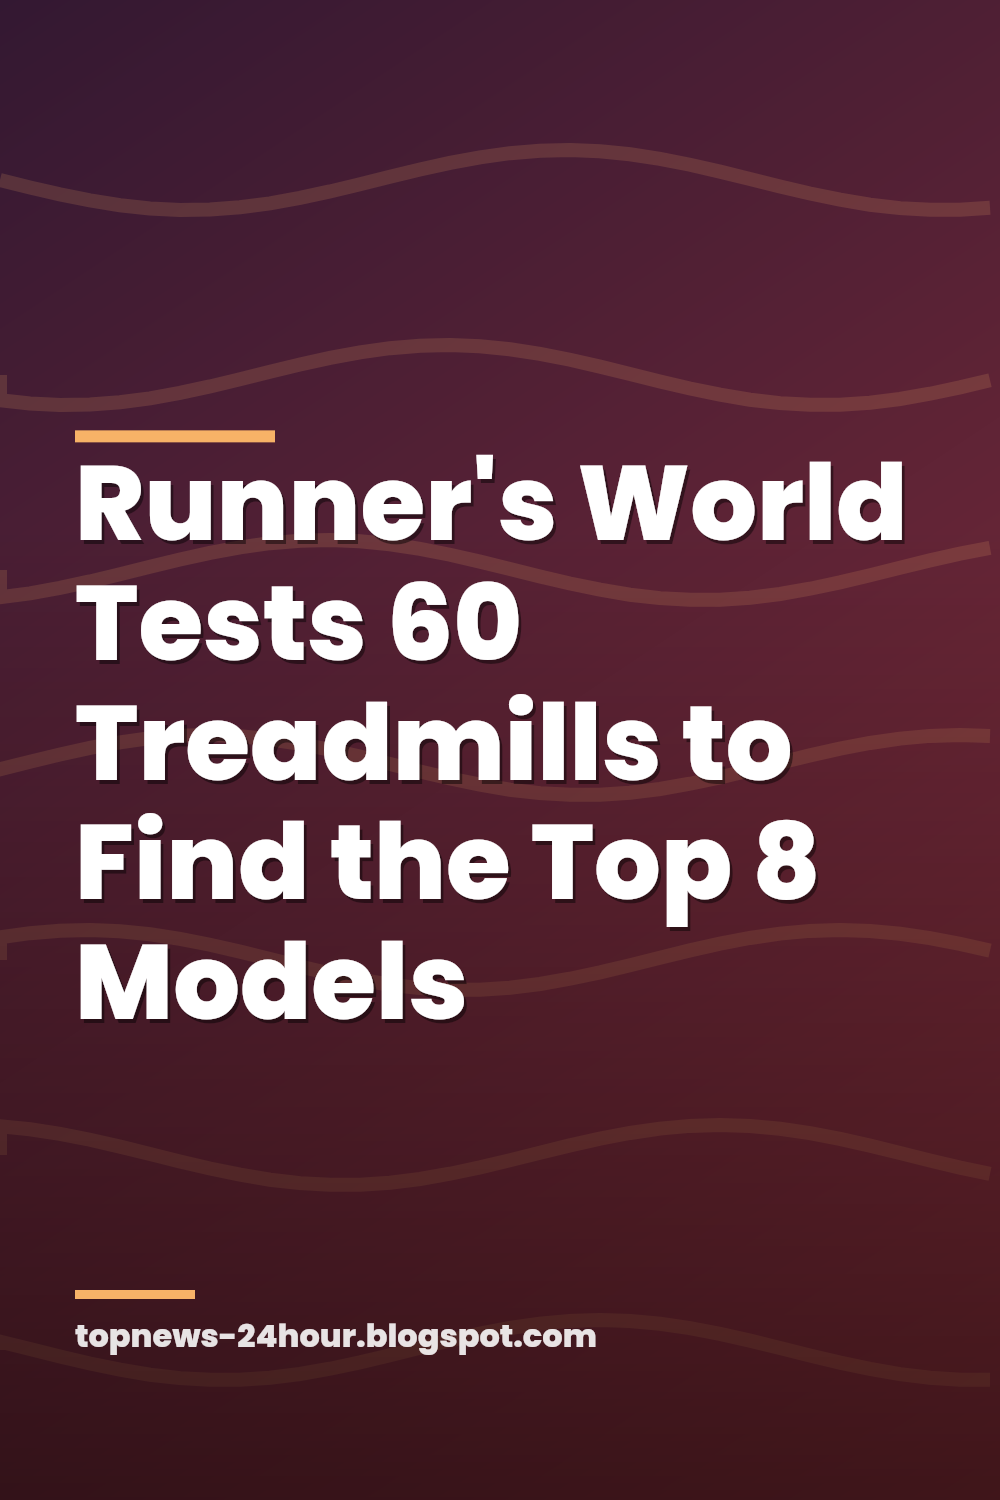 Runner's World
Tests 60
Treadmills to
Find the Top 8
Models
topnews-24hour.blogspot.com